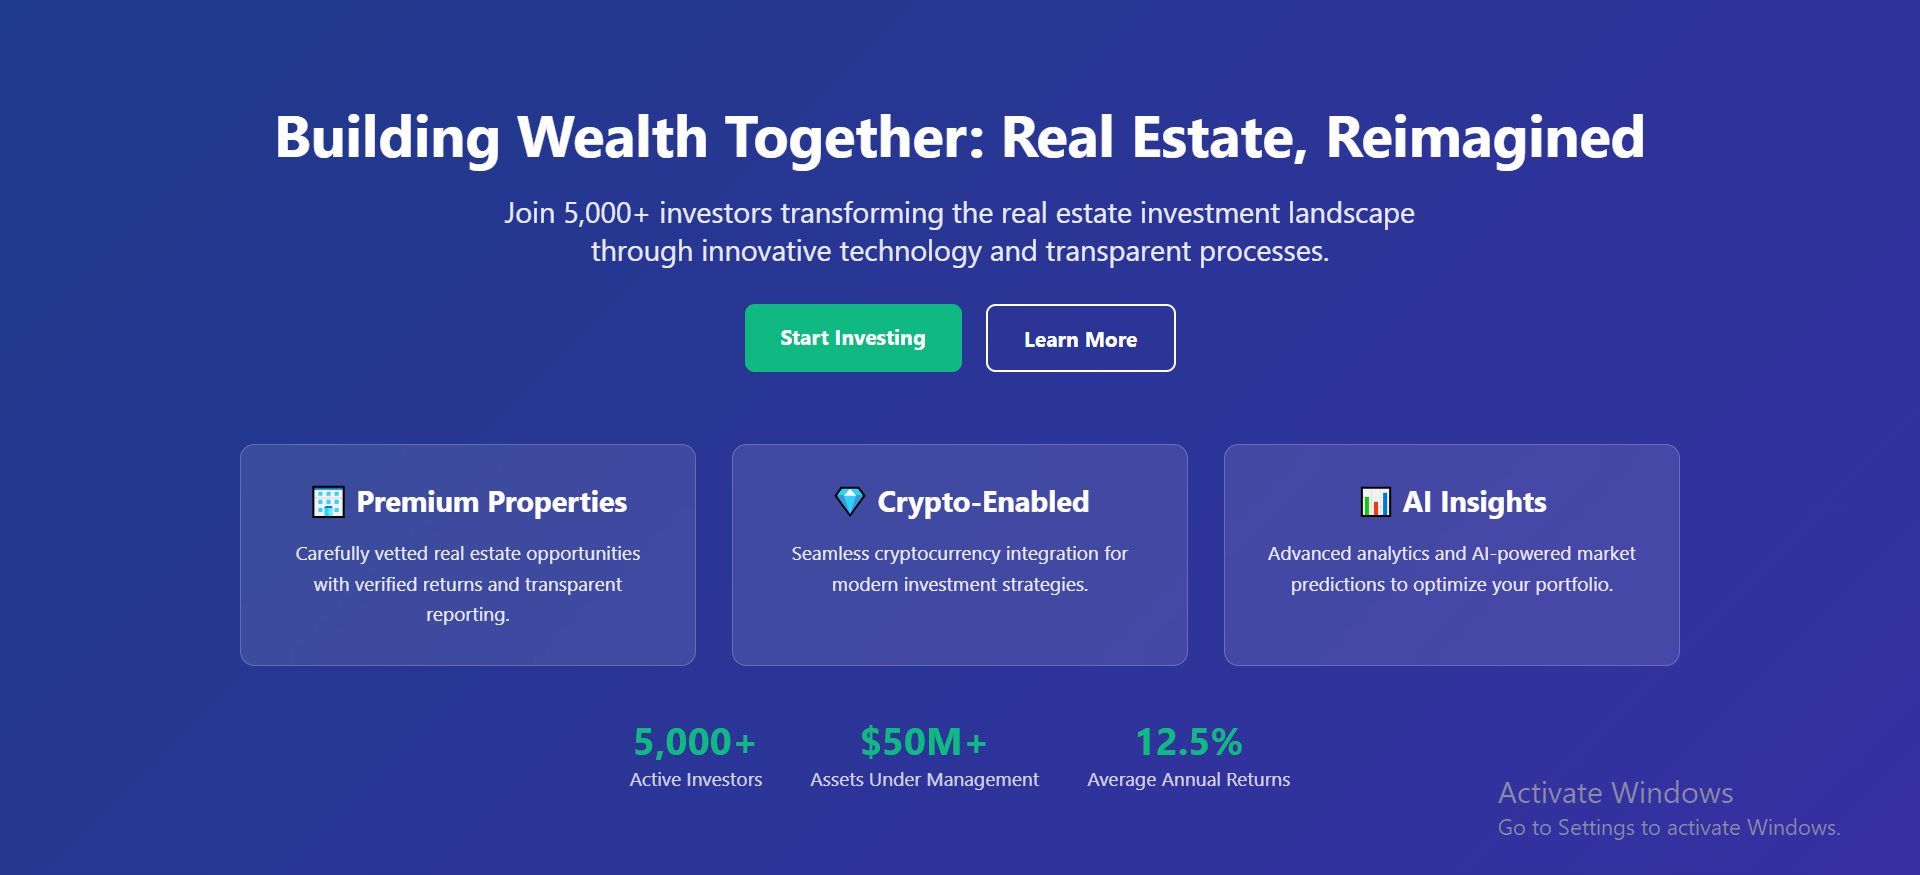 Building Wealth Together: Real Estate, Reimagined
Join 5,000+ investors transforming the real estate investment landscape
through innovative technology and transparent processes.
Start Investing
Learn More
Premium Properties
Carefully vetted real estate opportunities
with verified returns and transparent
reporting.
Crypto-Enabled
Seamless cryptocurrency integration for
modern investment strategies.
AI Insights
Advanced analytics and AI-powered market
predictions to optimize your portfolio.
5,000+
Active Investors
$50M+
Assets Under Management
12.5%
Average Annual Returns
Activate Windows
Go to Settings to activate Windows.